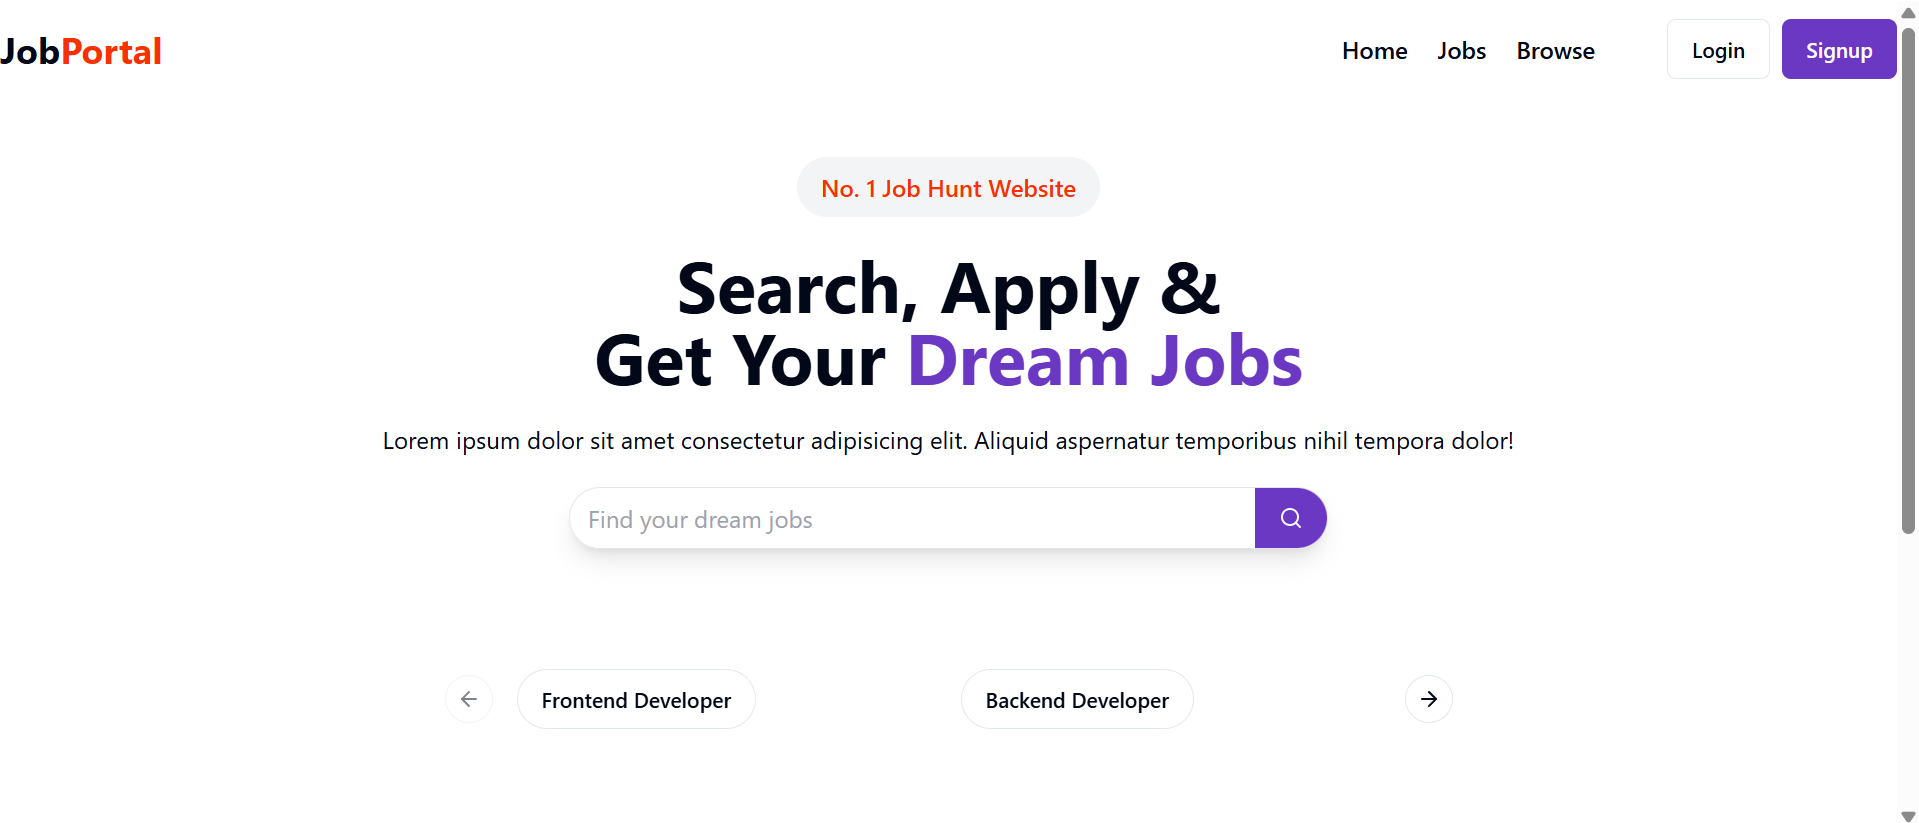 JobPortal
Home Jobs Browse Login Signup
No. 1 Job Hunt Website
Search, Apply &
Get Your Dream Jobs
Lorem ipsum dolor sit amet consectetur adipisicing elit. Aliquid aspernatur temporibus nihil tempora dolor!
Find your dream jobs
Frontend Developer
Backend Developer